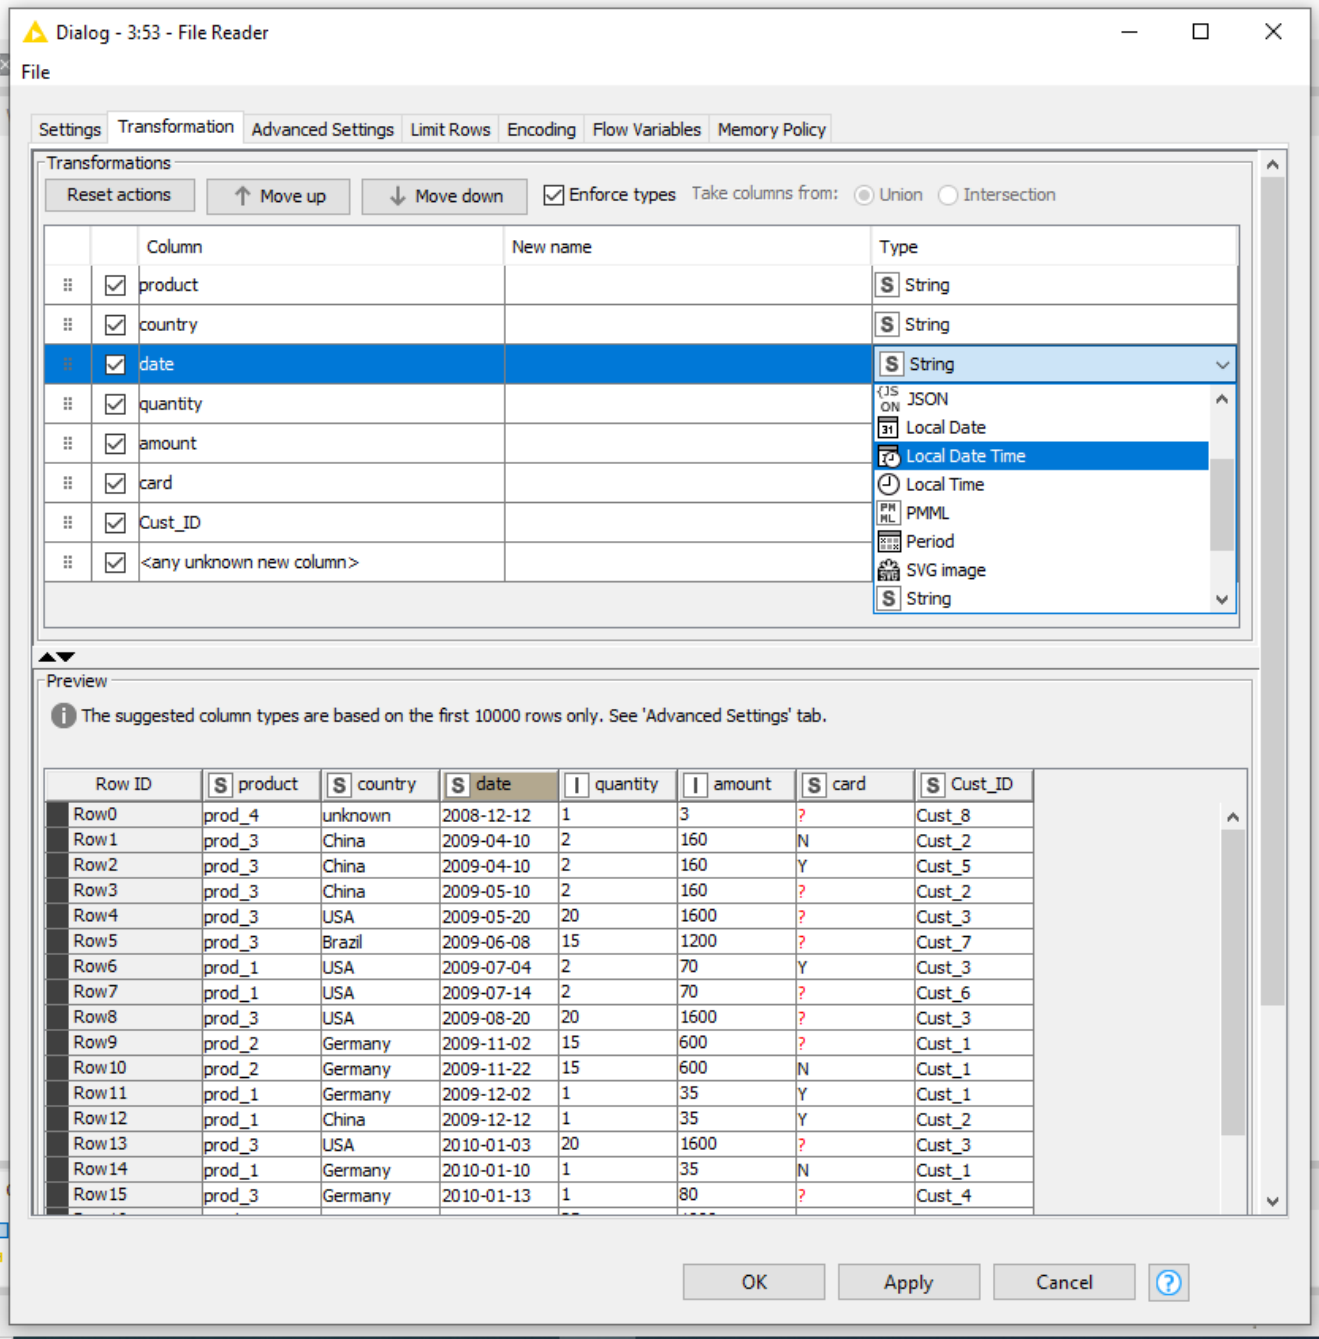 Dialog - 3:53 - File Reader
File
Settings Transformation Advanced Settings Limit Rows Encoding Flow Variables Memory Policy
Transformations
Reset actions Move up Move down Enforce types Take columns from: Union Intersection
Column New name Type
product S String
country S String
date S String
quantity {JS ON JSON
31 Local Date
amount Local Date Time
card Local Time
PM ML PMML
Cust_ID Period
<any unknown new column> SVG SVG image
S String
Preview
The suggested column types are based on the first 10000 rows only. See 'Advanced Settings' tab.
Row ID S product S country S date I quantity I amount S card S Cust_ID
Row0 prod_4 unknown 2008-12-12 1 3 ? Cust_8
Row1 prod_3 China 2009-04-10 2 160 N Cust_2
Row2 prod_3 China 2009-04-10 2 160 Y Cust_5
Row3 prod_3 China 2009-05-10 2 160 ? Cust_2
Row4 prod_3 USA 2009-05-20 20 1600 ? Cust_3
Row5 prod_3 Brazil 2009-06-08 15 1200 ? Cust_7
Row6 prod_1 USA 2009-07-04 2 70 Y Cust_3
Row7 prod_1 USA 2009-07-14 2 70 ? Cust_6
Row8 prod_3 USA 2009-08-20 20 1600 ? Cust_3
Row9 prod_2 Germany 2009-11-02 15 600 ? Cust_1
Row10 prod_2 Germany 2009-11-22 15 600 N Cust_1
Row11 prod_1 Germany 2009-12-02 1 35 Y Cust_1
Row12 prod_1 China 2009-12-12 1 35 Y Cust_2
Row13 prod_3 USA 2010-01-03 20 1600 ? Cust_3
Row14 prod_1 Germany 2010-01-10 1 35 N Cust_1
Row15 prod_3 Germany 2010-01-13 1 80 ? Cust_4
OK Apply Cancel ?